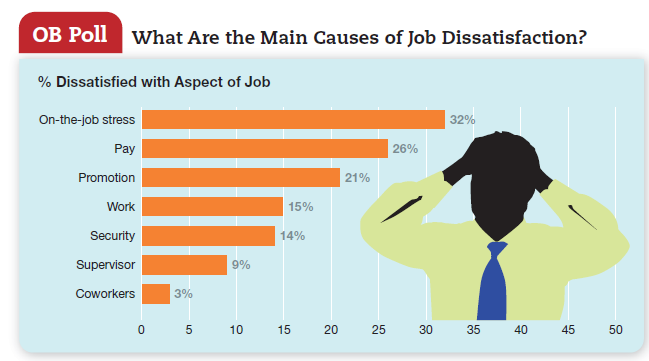 OB Poll What Are the Main Causes of Job Dissatisfaction?
% Dissatisfied with Aspect of Job
On-the-job stress 32%
Pay 26%
Promotion 21%
Work 15%
Security 14%
Supervisor 9%
Coworkers 3%
0 5 10 15 20 25 30 35 40 45 50